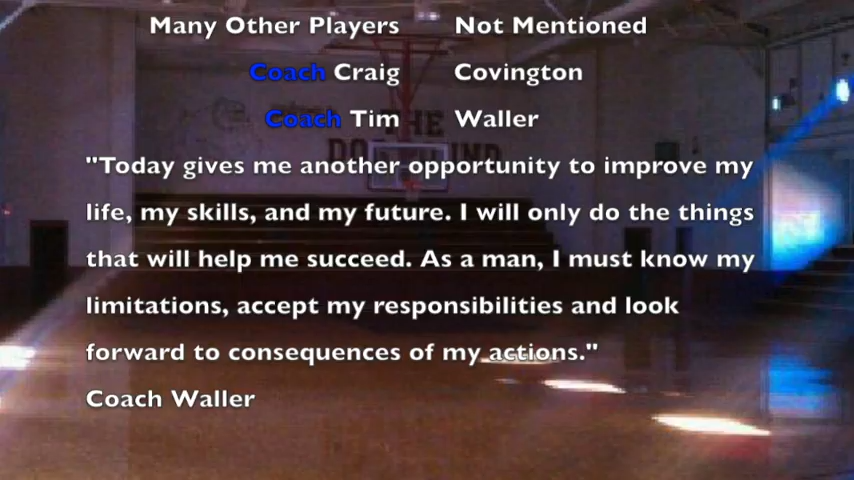 Many Other Players Not Mentioned
Coach Craig Covington
Coach Tim Waller
THE
"Today gives me another opportunity to improve my
life, my skills, and my future. I will only do the things
that will help me succeed. As a man, I must know my
limitations, accept my responsibilities and look
forward to consequences of my actions."
Coach Waller